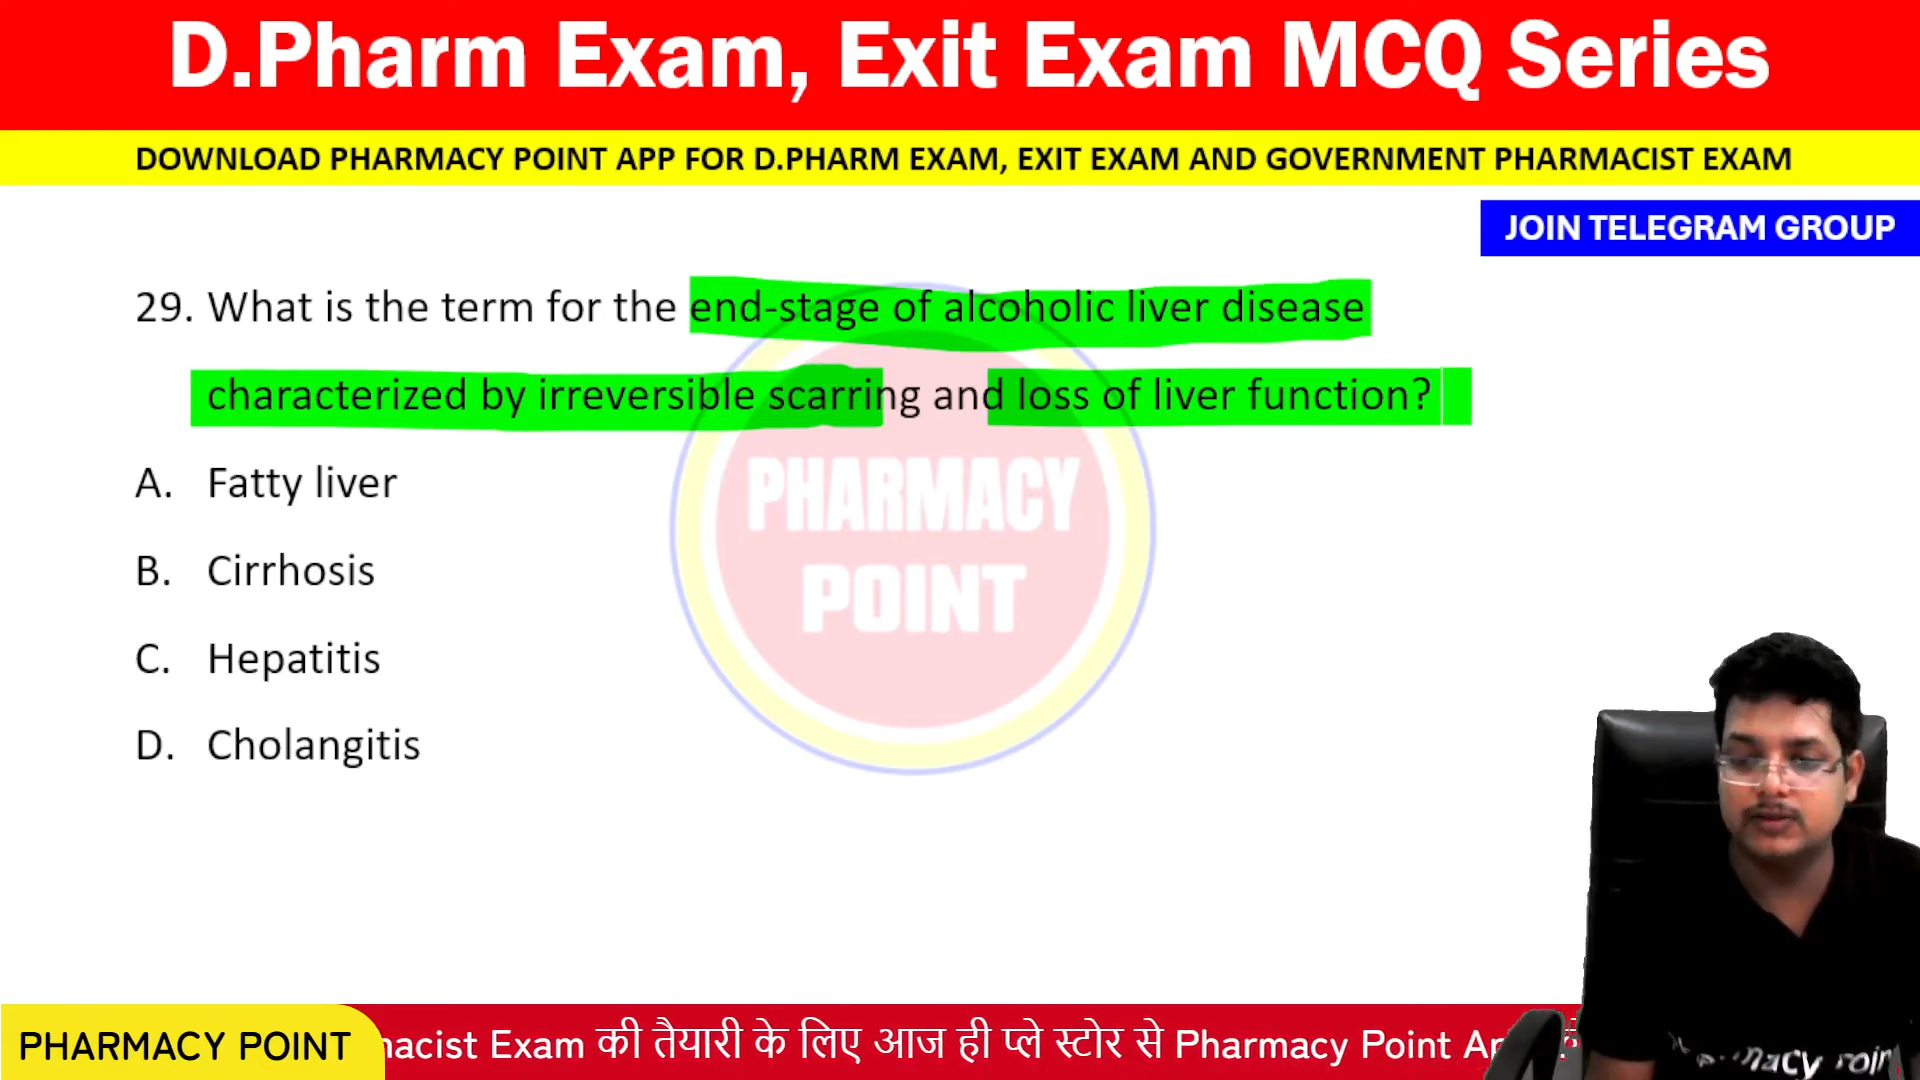 D.Pharm Exam, Exit Exam MCQ Series
DOWNLOAD PHARMACY POINT APP FOR D.PHARM EXAM, EXIT EXAM AND GOVERNMENT PHARMACIST EXAM
JOIN TELEGRAM GROUP
29. What is the term for the end-stage of alcoholic liver disease
characterized by irreversible scarring and loss of liver function?
A. Fatty liver
B. Cirrhosis
C. Hepatitis
D. Cholangitis
PHARMACY
POINT
PHARMACY POINT
Exam की तैयारी के लिए आज ही प्ले स्टोर से Pharmacy Point